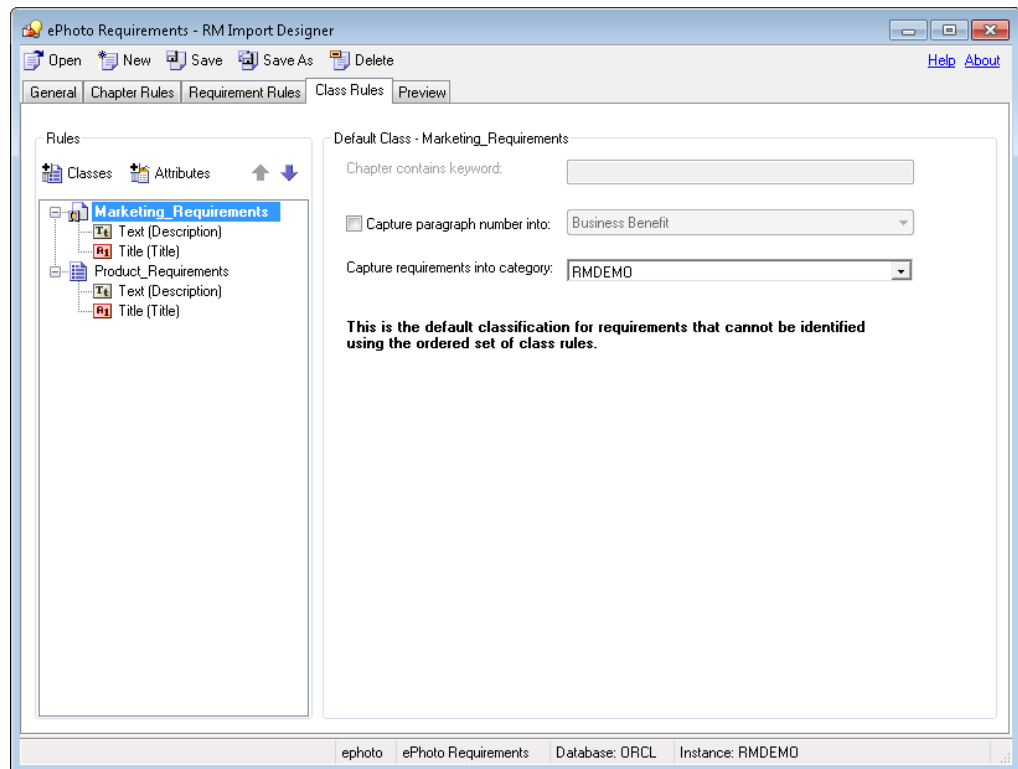 ePhoto Requirements - RM Import Designer
Open New Save Save As Delete Help About
General Chapter Rules Requirement Rules Class Rules Preview
Rules
Classes Attributes
Marketing_Requirements
Text (Description)
Title (Title)
Product_Requirements
Text (Description)
Title (Title)
Default Class - Marketing_Requirements
Chapter contains keyword:
Capture paragraph number into: Business Benefit
Capture requirements into category: RMDEMO
This is the default classification for requirements that cannot be identified
using the ordered set of class rules.
ephoto ePhoto Requirements Database: ORCL Instance: RMDEMO